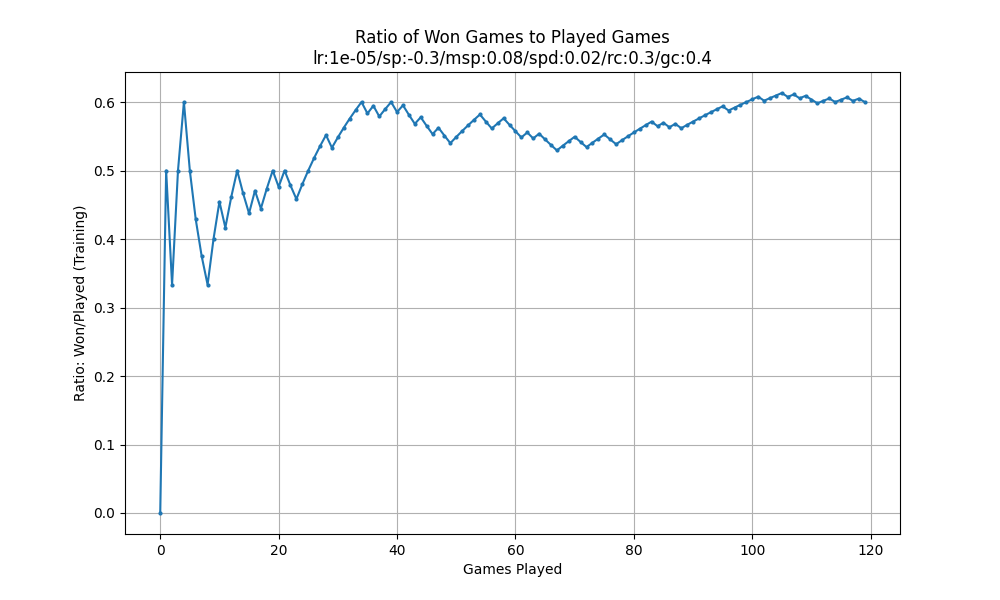 Ratio of Won Games to Played Games
lr:1e-05/sp:-0.3/msp:0.08/spd:0.02/rc:0.3/gc:0.4
Ratio: Won/Played (Training)
0.6
0.5
0.4
0.3
0.2
0.1
0.0
0 20 40 60 80 100 120
Games Played